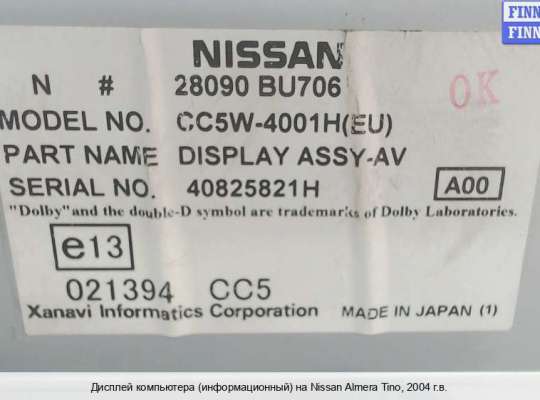 FINN
FINN
NISSAN
N # 28090 BU706
OK
MODEL NO. CC5W-4001H(EU)
PART NAME DISPLAY ASSY-AV
SERIAL NO. 40825821H A00
"Dolby" and the double-D symbol are trademarks of Dolby Laboratories.
e13
021394 CC5
Xanavi Informatics Corporation MADE IN JAPAN (1)
Дисплей компьютера (информационный) на Nissan Almera Tino, 2004 г.в.